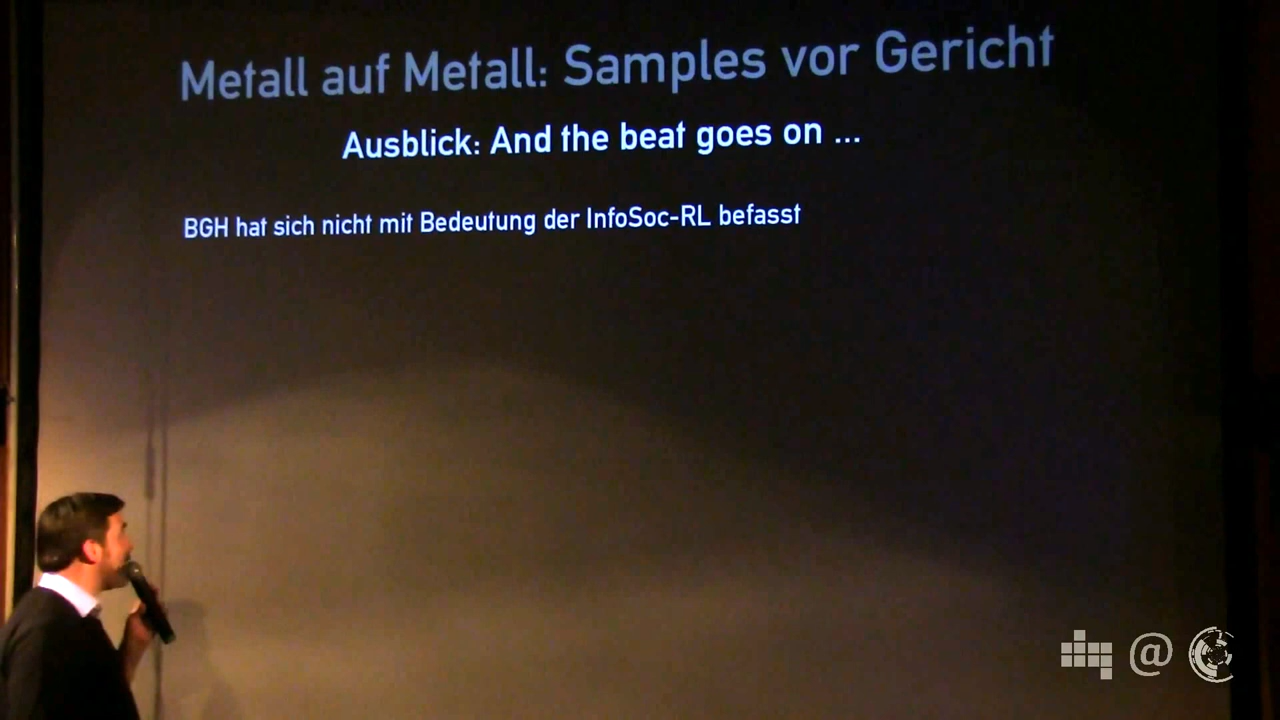 Metall auf Metall: Samples vor Gericht
Ausblick: And the beat goes on ...
BGH hat sich nicht mit Bedeutung der InfoSoc-RL befasst
@